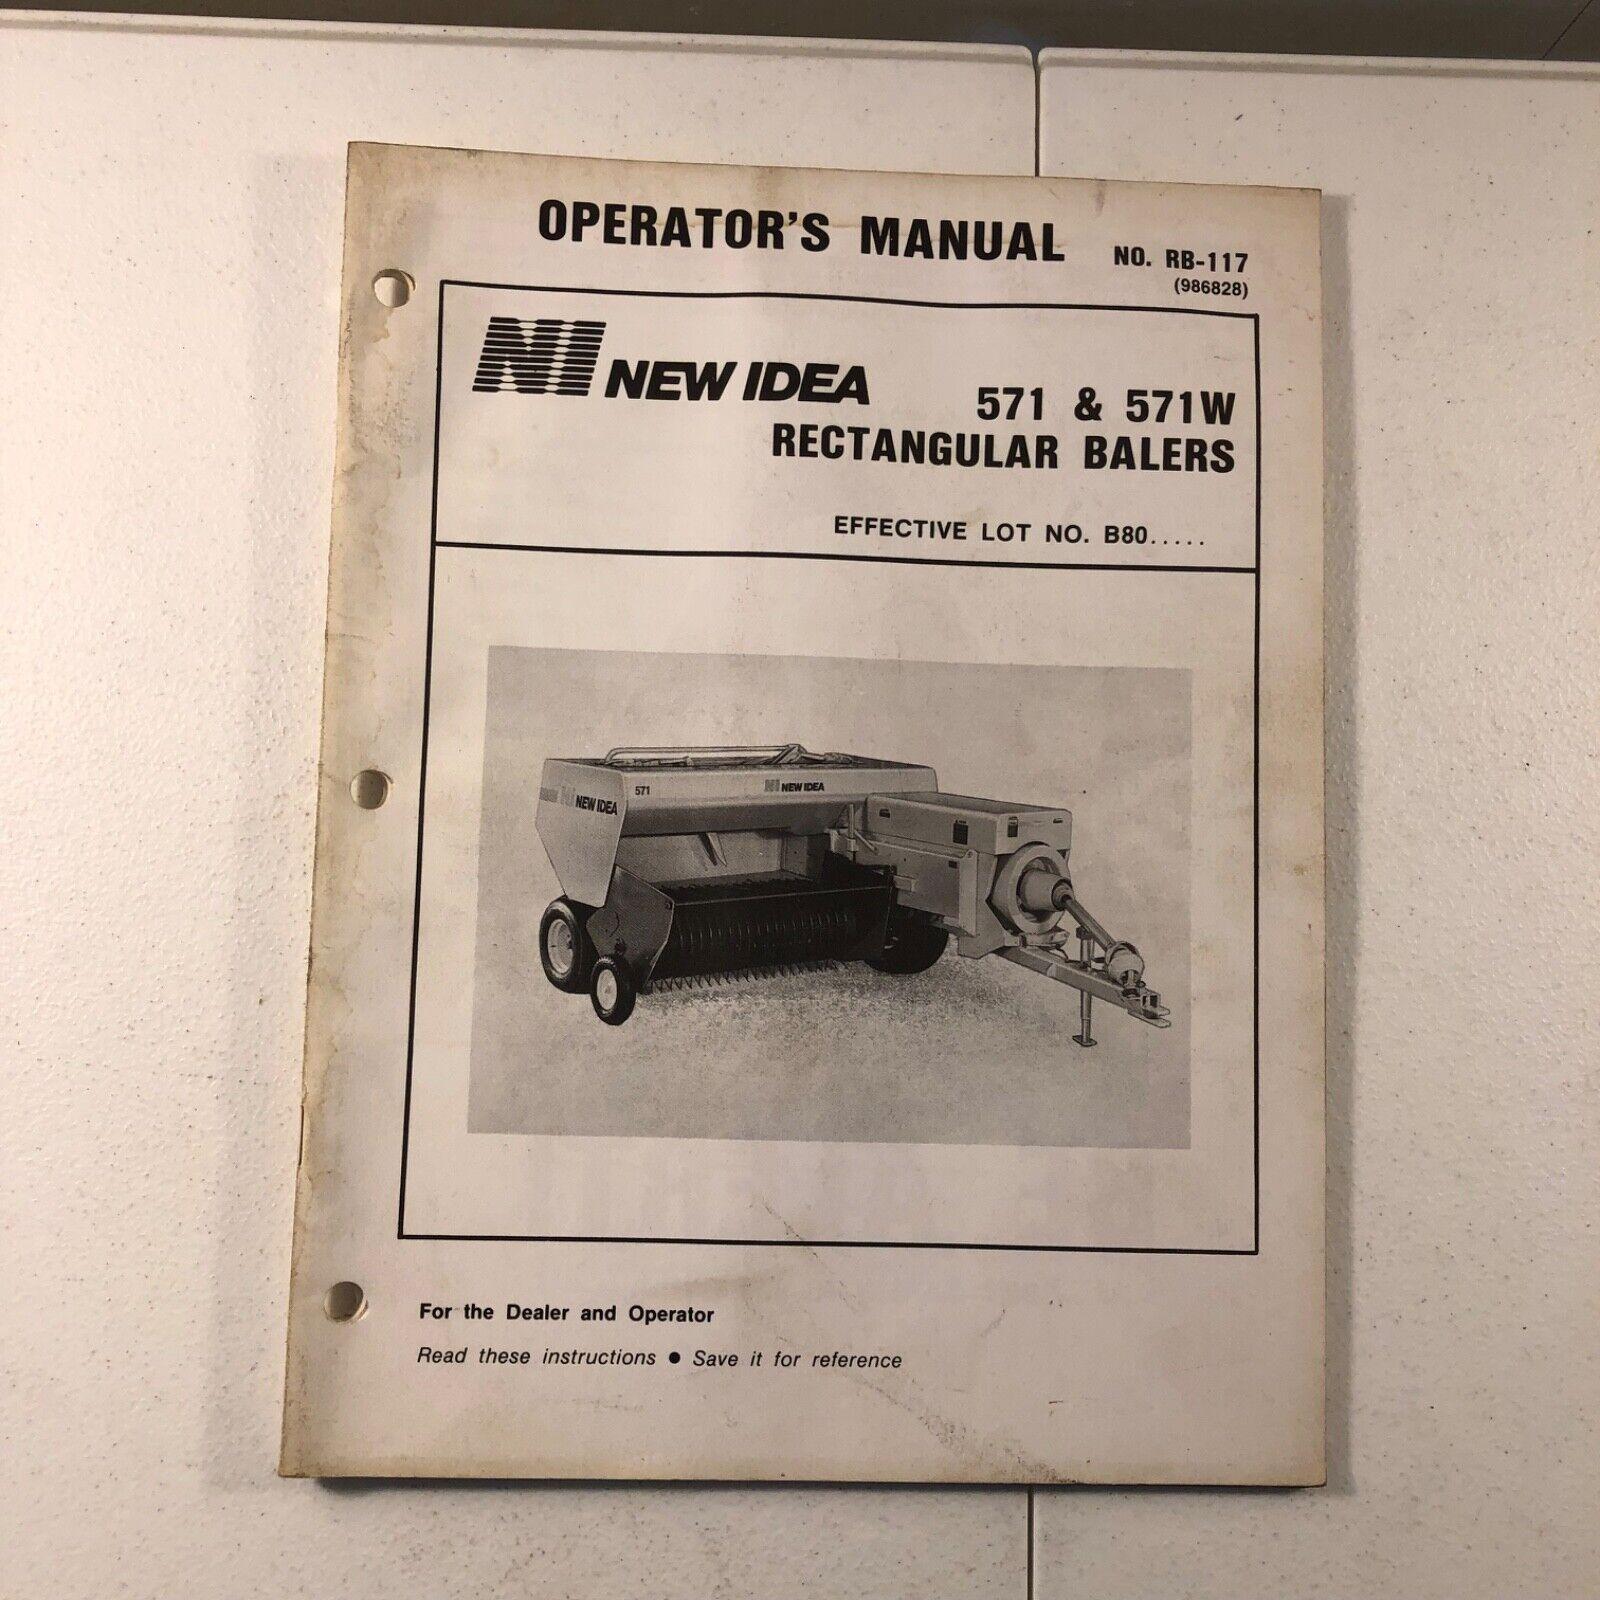 OPERATOR'S MANUAL NO. RB-117
(986828)
NI NEW IDEA 571 & 571W
RECTANGULAR BALERS
EFFECTIVE LOT NO. B80.....
NI NEW IDEA 571 NI NEW IDEA
For the Dealer and Operator
Read these instructions ● Save it for reference